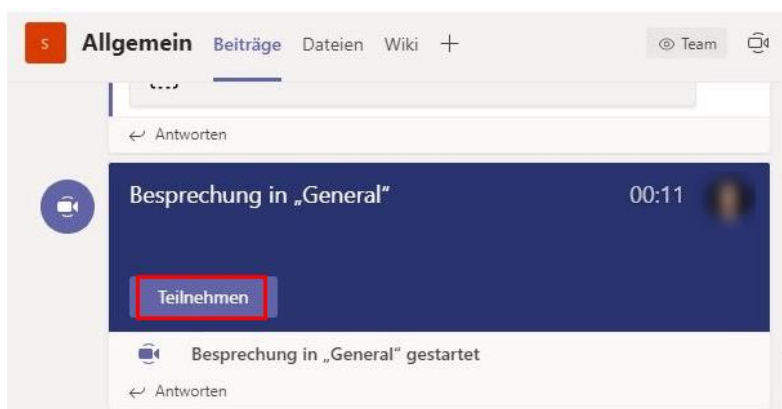 S Allgemein Beiträge Dateien Wiki + Team
Antworten
Besprechung in „General“ 00:11
Teilnehmen
Besprechung in „General“ gestartet
Antworten